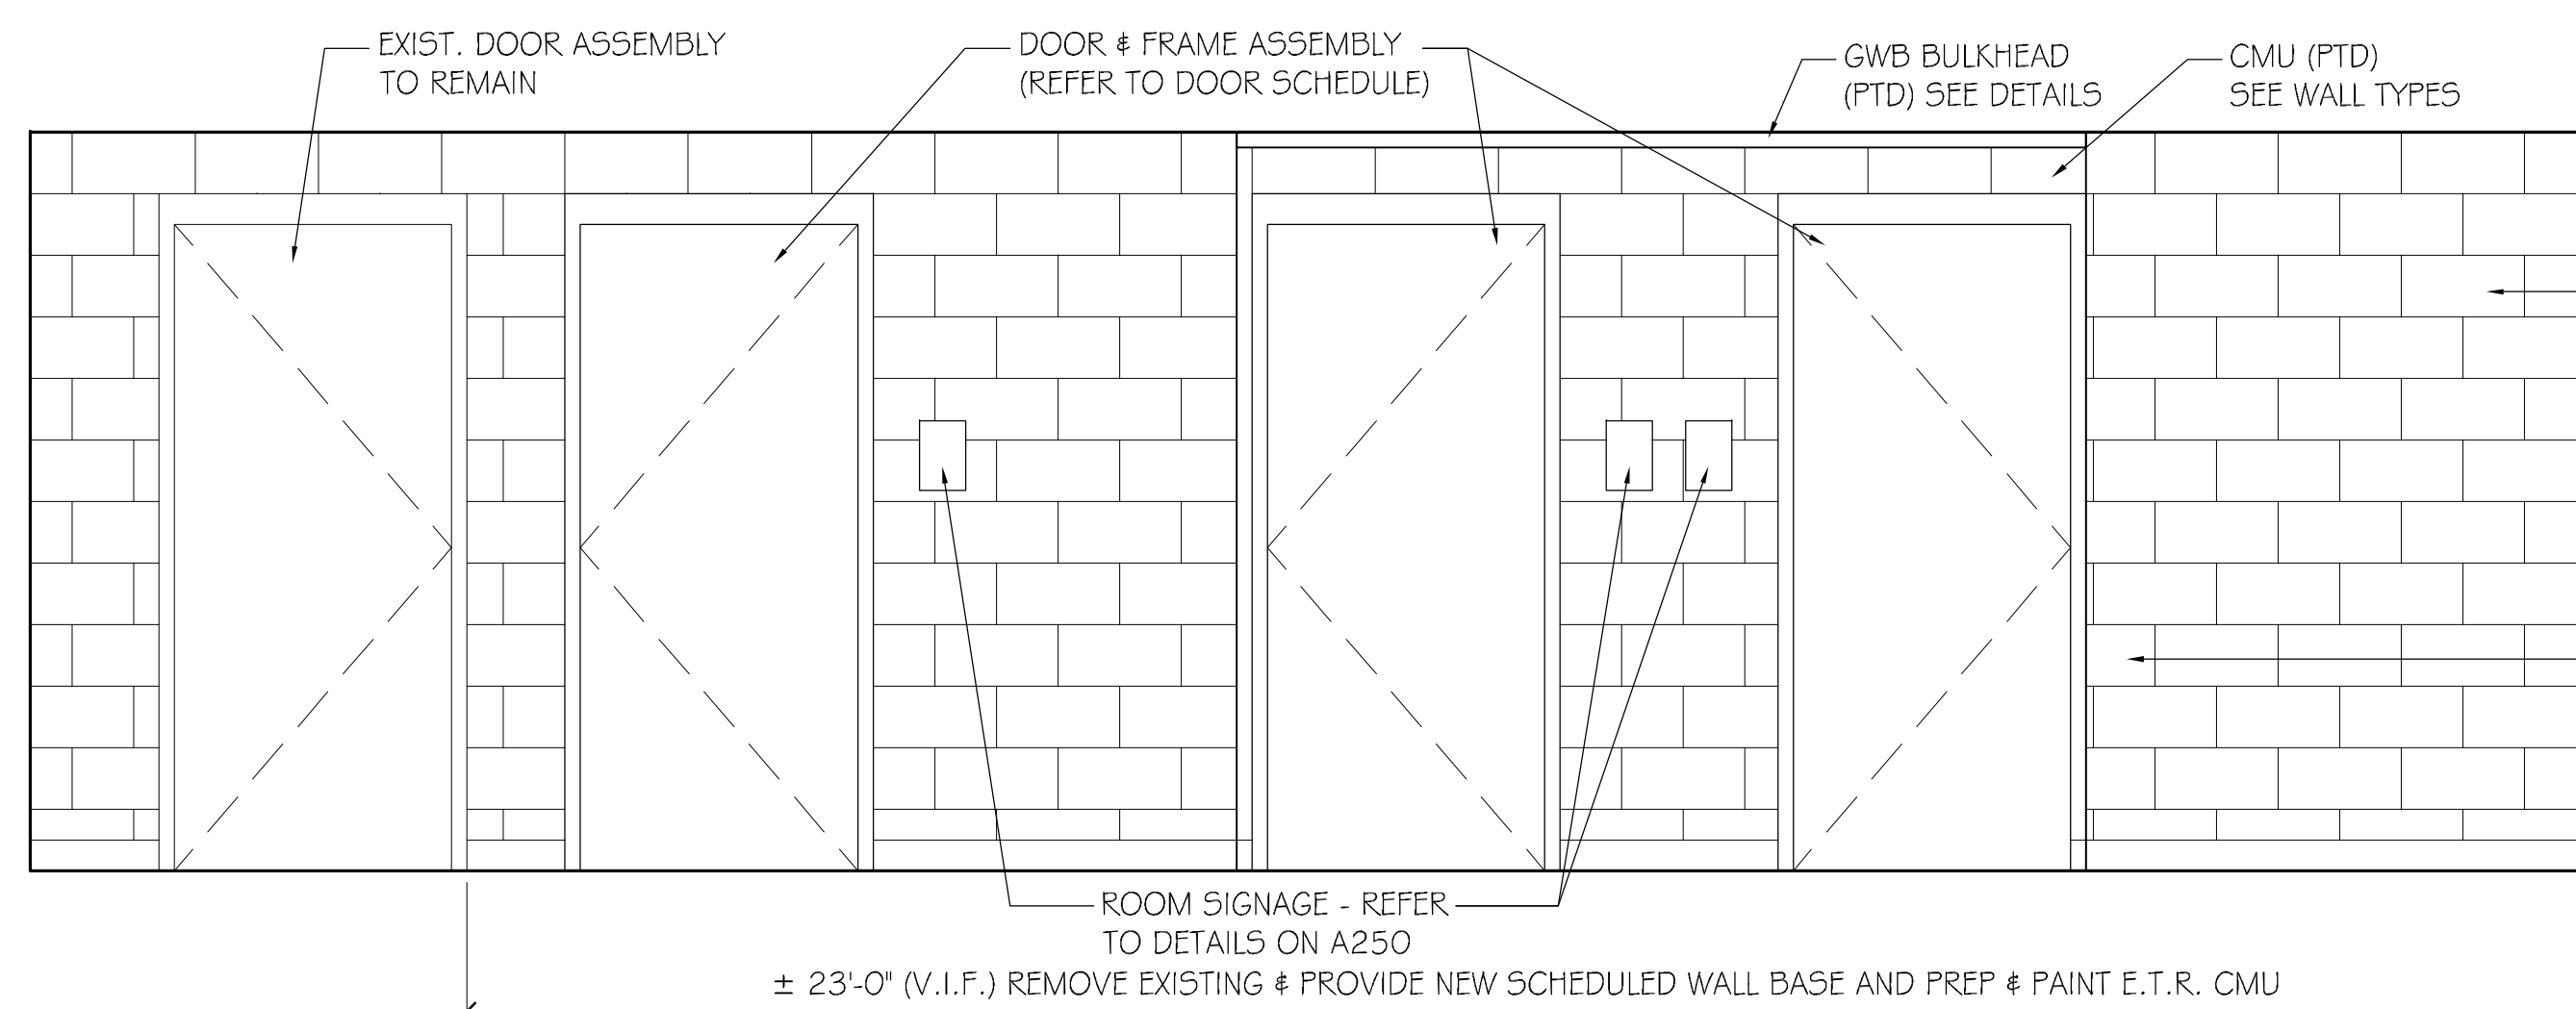 EXIST. DOOR ASSEMBLY
TO REMAIN
DOOR & FRAME ASSEMBLY
(REFER TO DOOR SCHEDULE)
GWB BULKHEAD
(PTD) SEE DETAILS
CMU (PTD)
SEE WALL TYPES
ROOM SIGNAGE - REFER
TO DETAILS ON A250
± 23'-0" (V.I.F.) REMOVE EXISTING & PROVIDE NEW SCHEDULED WALL BASE AND PREP & PAINT E.T.R. CMU